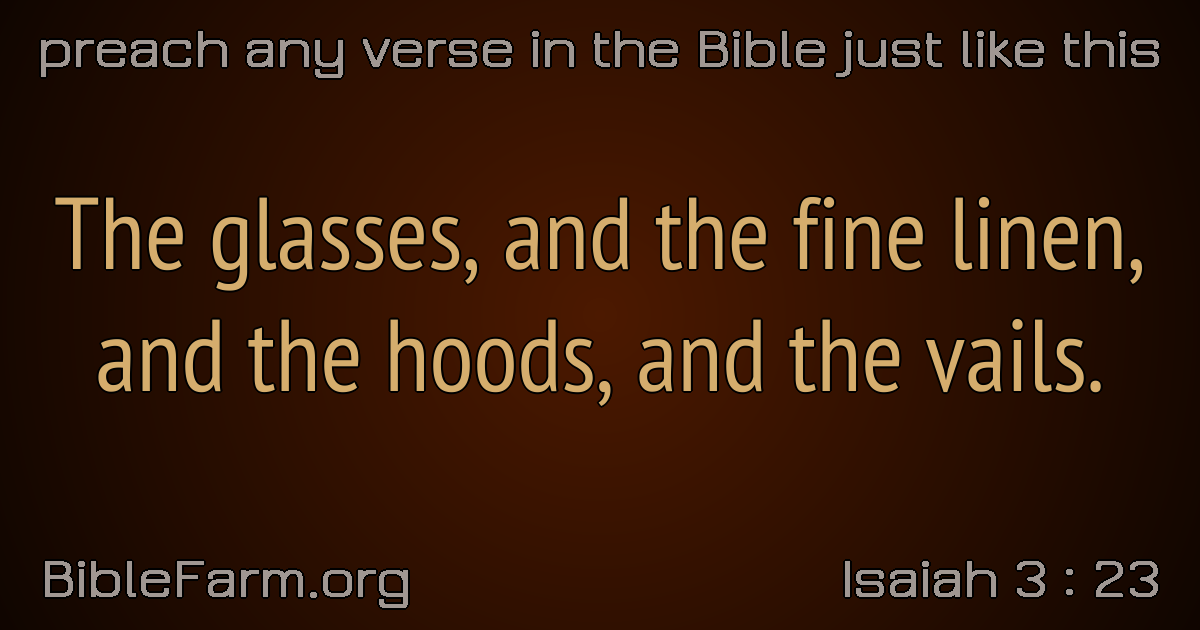 preach any verse in the Bible just like this
The glasses, and the fine linen,
and the hoods, and the vails.
BibleFarm.org
Isaiah 3 : 23